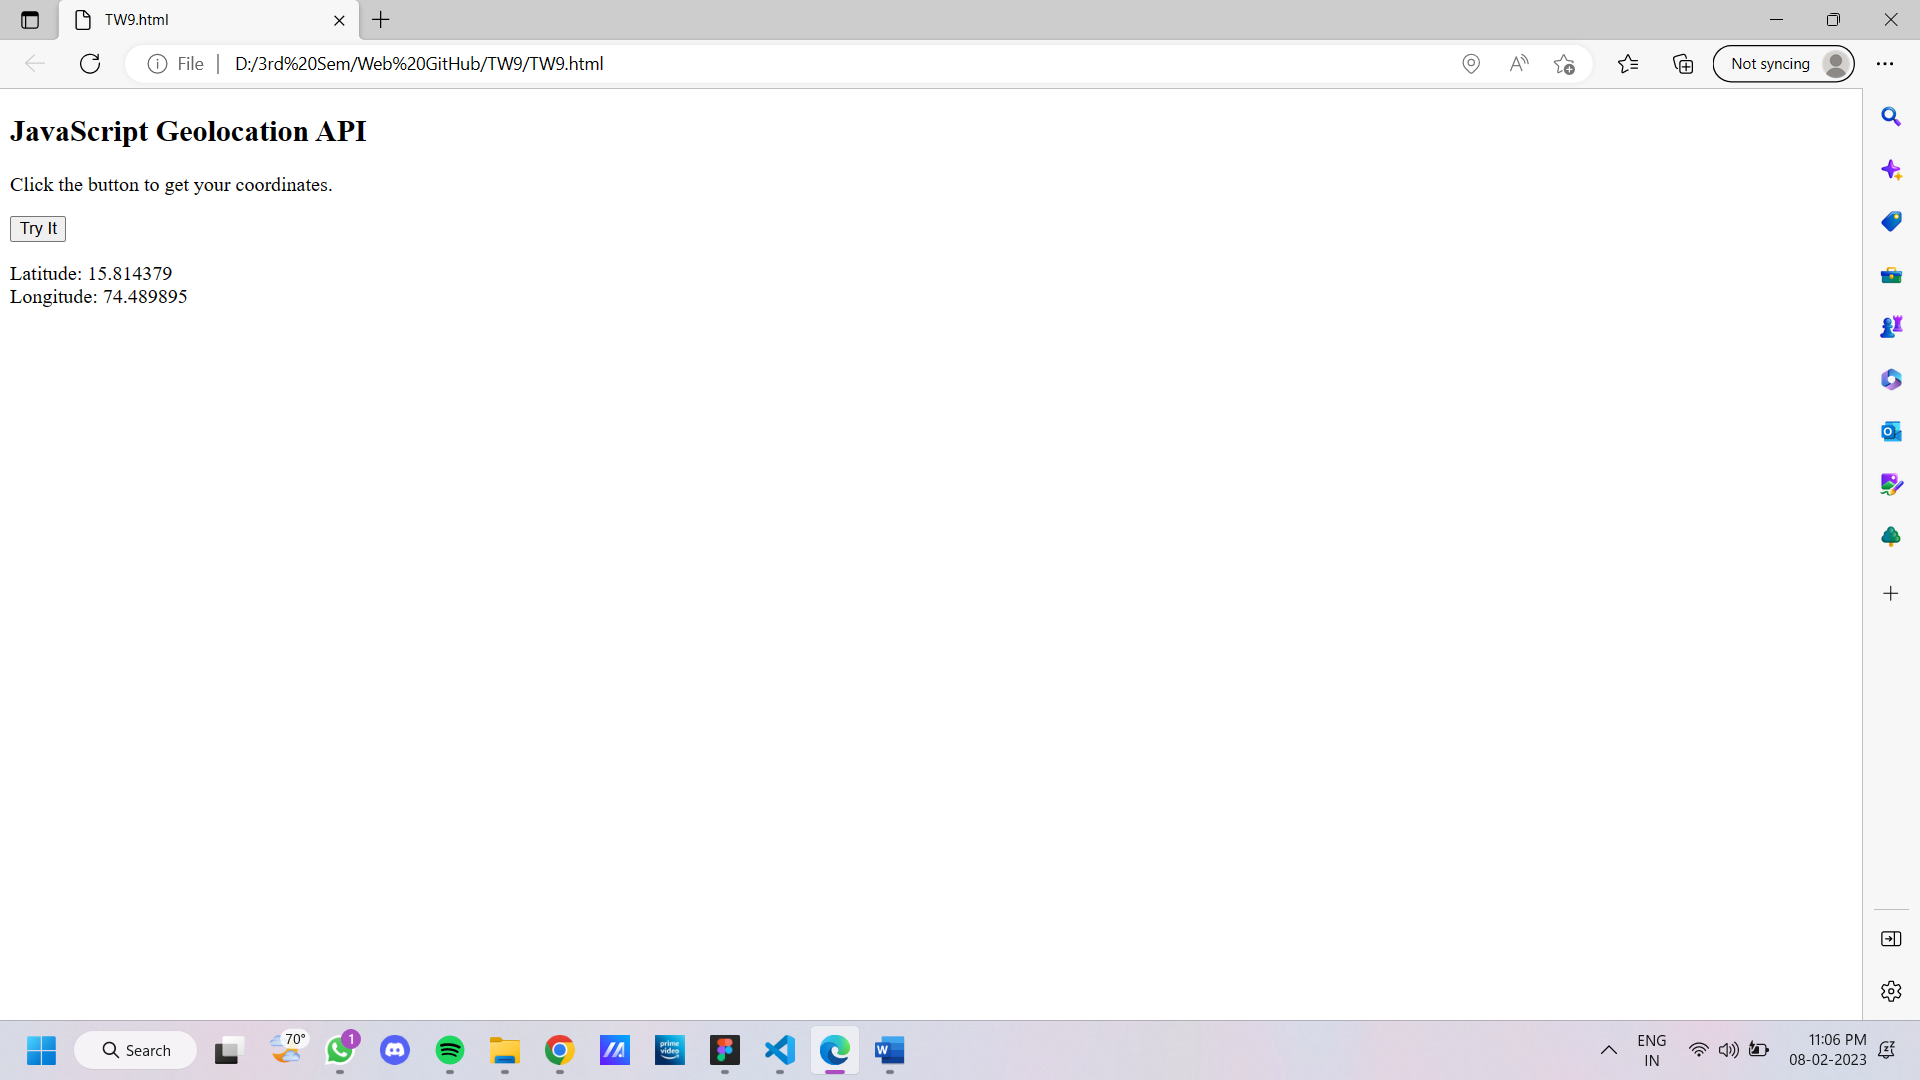 TW9.html
File
D:/3rd%20Sem/Web%20GitHub/TW9/TW9.html
Not syncing
JavaScript Geolocation API
Click the button to get your coordinates.
Try It
Latitude: 15.814379
Longitude: 74.489895
Search
70°
1
prime video
W
ENG
IN
11:06 PM
08-02-2023